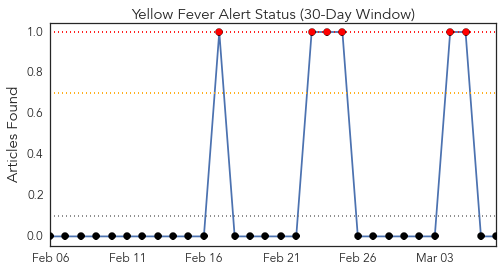 Yellow Fever Alert Status (30-Day Window)
Articles Found
1.0
0.8
0.6
0.4
0.2
0.0
Feb 06 Feb 11 Feb 16 Feb 21 Feb 26 Mar 03